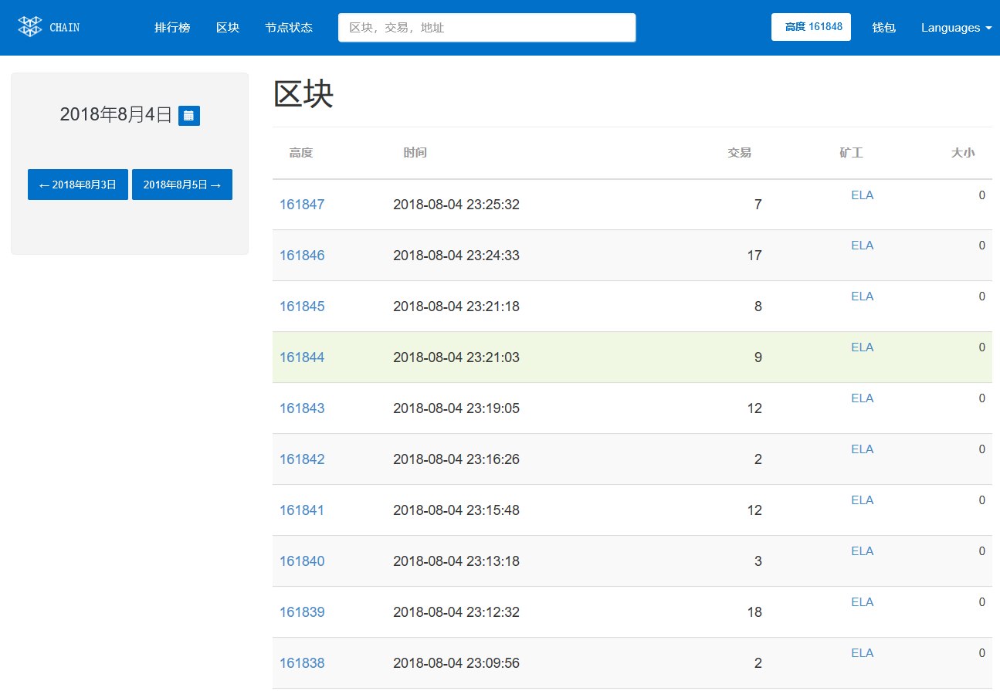 CHAIN 排行榜 区块 节点状态 区块，交易，地址 高度 161848 钱包 Languages
2018年8月4日
←2018年8月3日 2018年8月5日→
区块
高度 时间 交易 矿工 大小
161847 2018-08-04 23:25:32 7 ELA 0
161846 2018-08-04 23:24:33 17 ELA 0
161845 2018-08-04 23:21:18 8 ELA 0
161844 2018-08-04 23:21:03 9 ELA 0
161843 2018-08-04 23:19:05 12 ELA 0
161842 2018-08-04 23:16:26 2 ELA 0
161841 2018-08-04 23:15:48 12 ELA 0
161840 2018-08-04 23:13:18 3 ELA 0
161839 2018-08-04 23:12:32 18 ELA 0
161838 2018-08-04 23:09:56 2 ELA 0